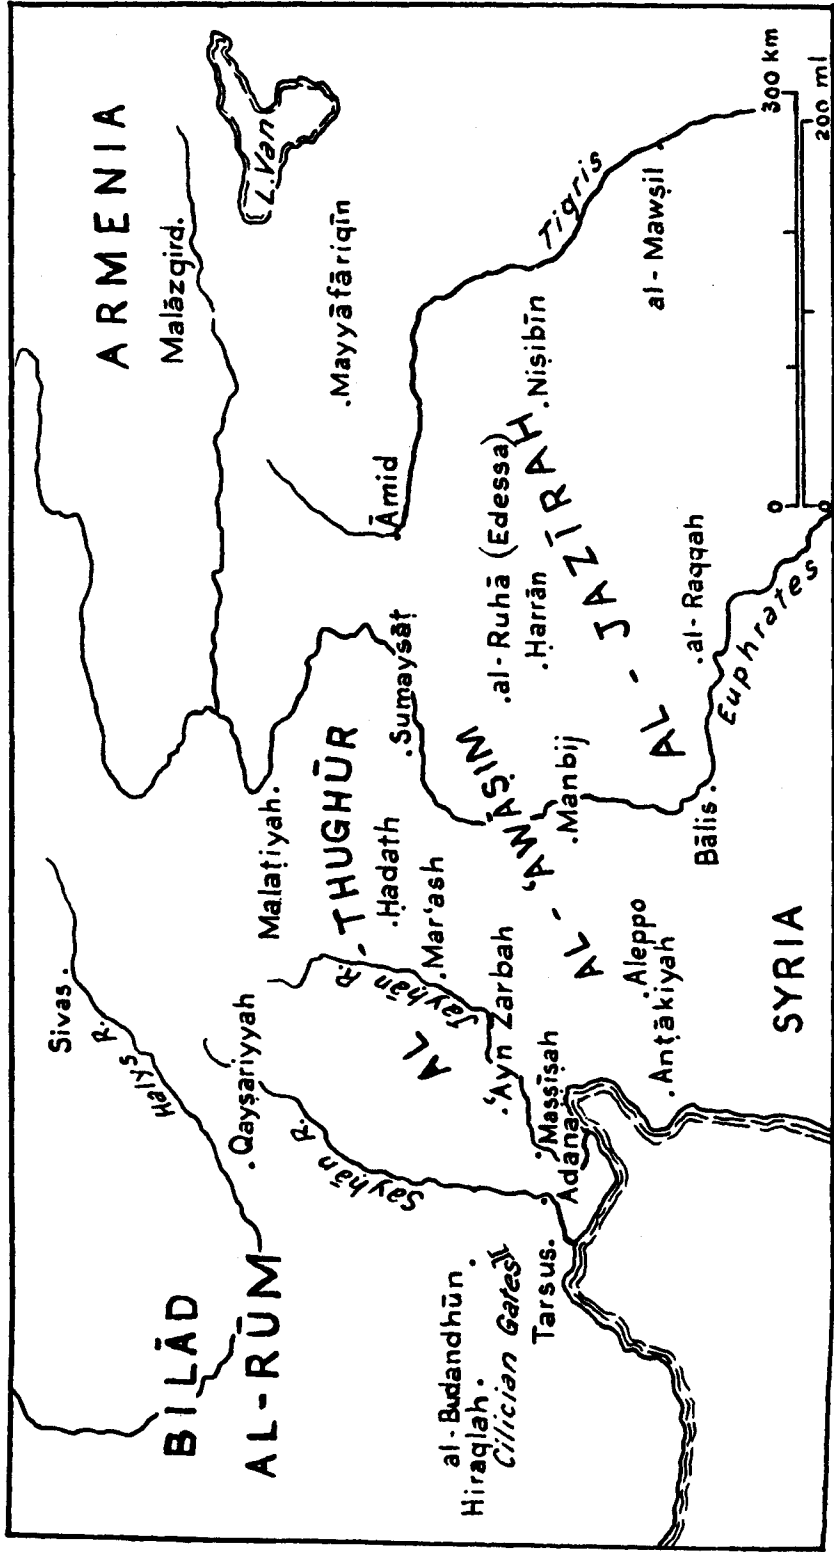 ARMENIA
Malāzgird.
L. Van
.Mayyāfāriqīn
Āmid
Tigris
.Niṣibīn
al-Mawṣil
.al-Ruhā (Edessa)
.Ḥarrān
AL-JAZĪRAH
.al-Raqqah
Euphrates
Sumaysāṭ
Malaṭiyah.
AL-THUGHŪR
.Ḥadath
.Mar'ash
AL-'AWĀṢIM
.Manbij
Bālis.
Sivas.
Halys R.
.Qayṣariyyah
Jayḥān R.
Sayḥān R.
.'Ayn Zarbah
.Maṣṣīṣah
Adana
.Aleppo
.Anṭākiyah
SYRIA
BILĀD
AL-RŪM
al-Budandhūn.
Hiraqlah.
Cilician Gates
Tarsus.
0
300 km
0
200 ml